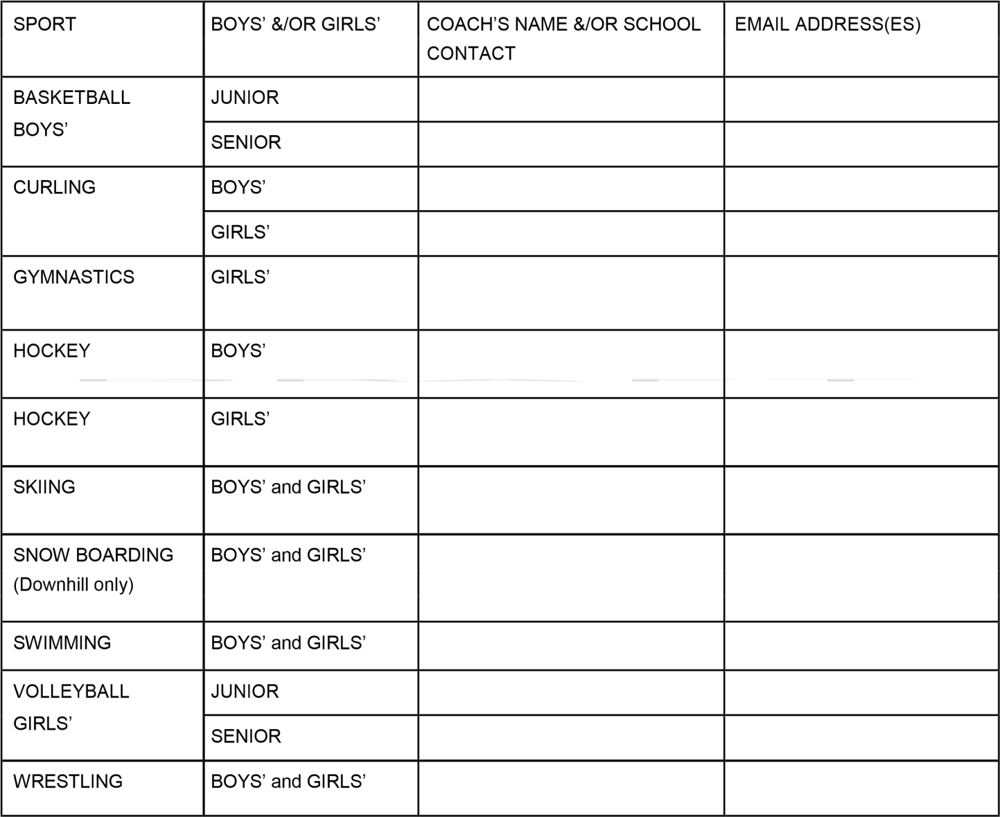 SPORT
BOYS’ &/OR GIRLS’
COACH’S NAME &/OR SCHOOL
CONTACT
EMAIL ADDRESS(ES)
BASKETBALL
BOYS’
JUNIOR
SENIOR
CURLING
BOYS’
GIRLS’
GYMNASTICS
GIRLS’
HOCKEY
BOYS’
HOCKEY
GIRLS’
SKIING
BOYS’ and GIRLS’
SNOW BOARDING
(Downhill only)
BOYS’ and GIRLS’
SWIMMING
BOYS’ and GIRLS’
VOLLEYBALL
GIRLS’
JUNIOR
SENIOR
WRESTLING
BOYS’ and GIRLS’